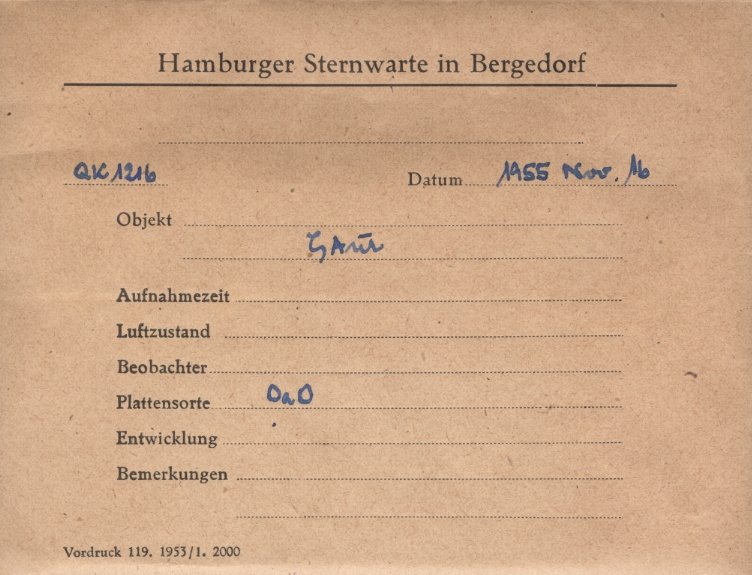 Hamburger Sternwarte in Bergedorf
QK 1216 Datum 1955 Nov. 16
Objekt
ζ Aur
Aufnahmezeit
Luftzustand
Beobachter
Plattensorte OaO
Entwicklung
Bemerkungen
Vordruck 119. 1953/1. 2000